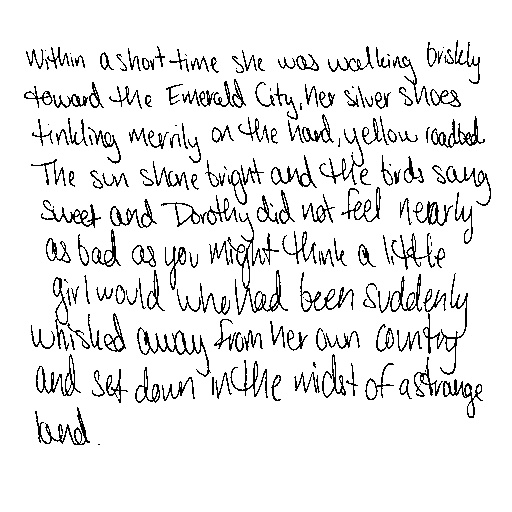 Within a short time she was walking briskly
toward the Emerald City, her silver shoes
tinkling merrily on the hard, yellow roadbed.
The sun shone bright and the birds sang
sweet and Dorothy did not feel nearly
as bad as you might think a little
girl would who had been suddenly
whisked away from her own country
and set down in the midst of a strange
land.